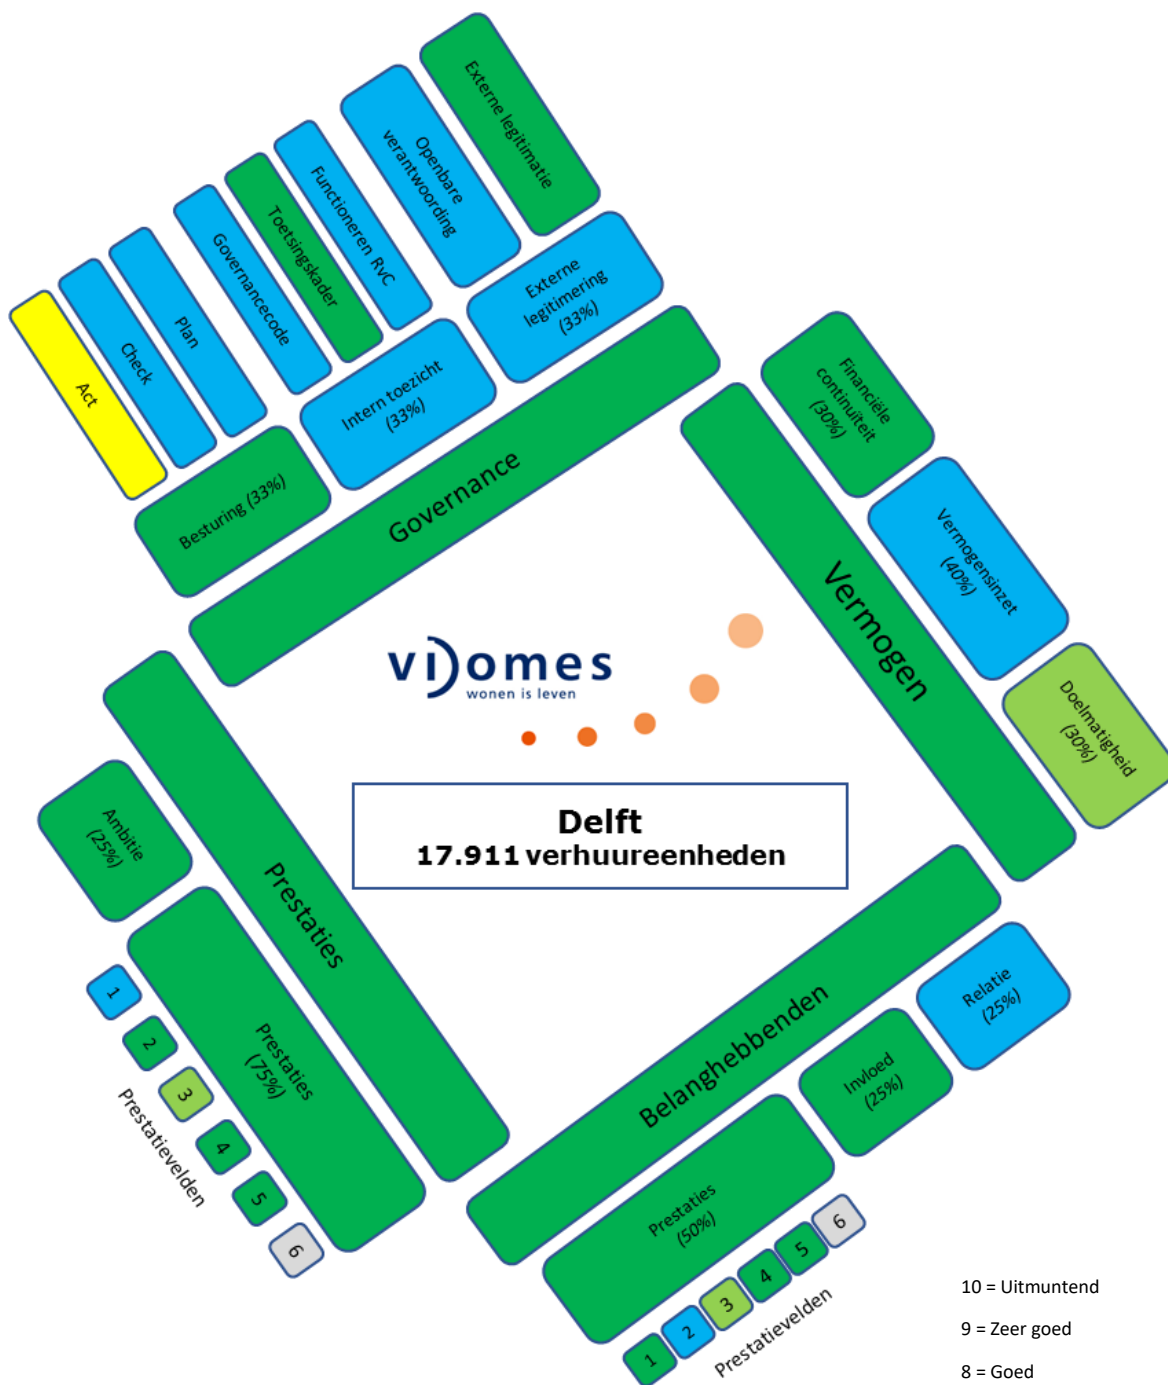 Externe legitimatie
Openbare
verantwoording
Functioneren RvC
Toetsingskader
Governancecode
Plan
Check
Act
Externe
legitimering
(33%)
Intern toezicht
(33%)
Besturing (33%)
Governance
Financiële
continuïteit
(30%)
Vermogensinzet
(40%)
Doelmatigheid
(30%)
Vermogen
vidomes
wonen is leven
Delft
17.911 verhuureenheden
Ambitie
(25%)
Prestaties
Prestaties
(75%)
1
2
3
4
5
6
Prestatievelden
Belanghebbenden
Relatie
(25%)
Invloed
(25%)
Prestaties
(50%)
1
2
3
4
5
6
Prestatievelden
10 = Uitmuntend
9 = Zeer goed
8 = Goed